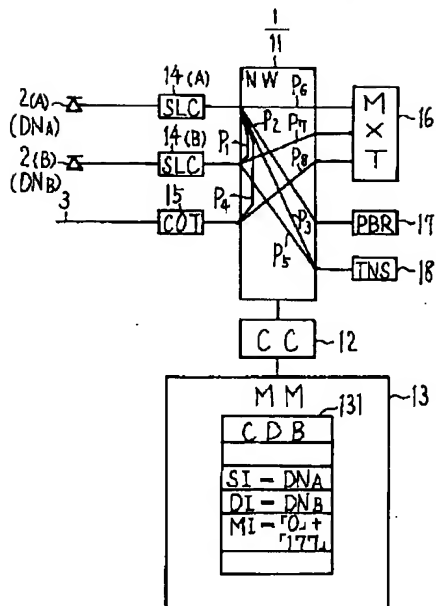 1
11
14(A)
NW
2(A)
(DNA)
SLC
P6
M
X
T
16
P2
14(B)
P7
P1
2(B)
(DNB)
SLC
P8
15
P4
3
COT
P3
PBR
17
P5
TNS
18
CC
12
MM
13
131
CDB
SI - DNA
DI - DNB
MI - 「0」+
「177」